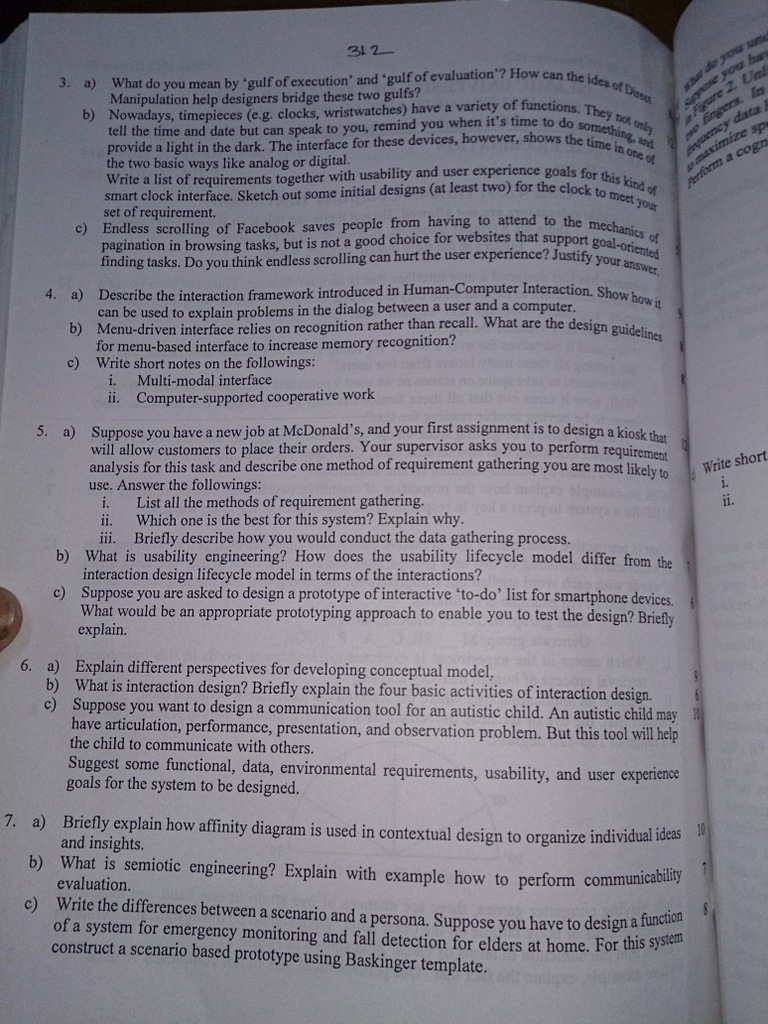 312
3. a) What do you mean by 'gulf of execution' and 'gulf of evaluation'? How can the idea of Direct
Manipulation help designers bridge these two gulfs?
b) Nowadays, timepieces (e.g. clocks, wristwatches) have a variety of functions. They not only
tell the time and date but can speak to you, remind you when it's time to do something, and
provide a light in the dark. The interface for these devices, however, shows the time in one of
the two basic ways like analog or digital.
Write a list of requirements together with usability and user experience goals for this kind of
smart clock interface. Sketch out some initial designs (at least two) for the clock to meet your
set of requirement.
c) Endless scrolling of Facebook saves people from having to attend to the mechanics of
pagination in browsing tasks, but is not a good choice for websites that support goal-oriented
finding tasks. Do you think endless scrolling can hurt the user experience? Justify your answer.
4. a) Describe the interaction framework introduced in Human-Computer Interaction. Show how it
can be used to explain problems in the dialog between a user and a computer.
b) Menu-driven interface relies on recognition rather than recall. What are the design guidelines
for menu-based interface to increase memory recognition?
c) Write short notes on the followings:
i. Multi-modal interface
ii. Computer-supported cooperative work
5. a) Suppose you have a new job at McDonald's, and your first assignment is to design a kiosk that 12
will allow customers to place their orders. Your supervisor asks you to perform requirement
analysis for this task and describe one method of requirement gathering you are most likely to
use. Answer the followings:
i. List all the methods of requirement gathering.
ii. Which one is the best for this system? Explain why.
iii. Briefly describe how you would conduct the data gathering process.
b) What is usability engineering? How does the usability lifecycle model differ from the 7
interaction design lifecycle model in terms of the interactions?
c) Suppose you are asked to design a prototype of interactive 'to-do' list for smartphone devices. 6
What would be an appropriate prototyping approach to enable you to test the design? Briefly
explain.
6. a) Explain different perspectives for developing conceptual model. 9
b) What is interaction design? Briefly explain the four basic activities of interaction design. 6
c) Suppose you want to design a communication tool for an autistic child. An autistic child may 10
have articulation, performance, presentation, and observation problem. But this tool will help
the child to communicate with others.
Suggest some functional, data, environmental requirements, usability, and user experience
goals for the system to be designed.
7. a) Briefly explain how affinity diagram is used in contextual design to organize individual ideas 10
and insights.
b) What is semiotic engineering? Explain with example how to perform communicability 7
evaluation.
c) Write the differences between a scenario and a persona. Suppose you have to design a function 8
of a system for emergency monitoring and fall detection for elders at home. For this system
construct a scenario based prototype using Baskinger template.
do you
Figure 2.
fingers. In
data
maximize
perform a
Write short
i.
ii.